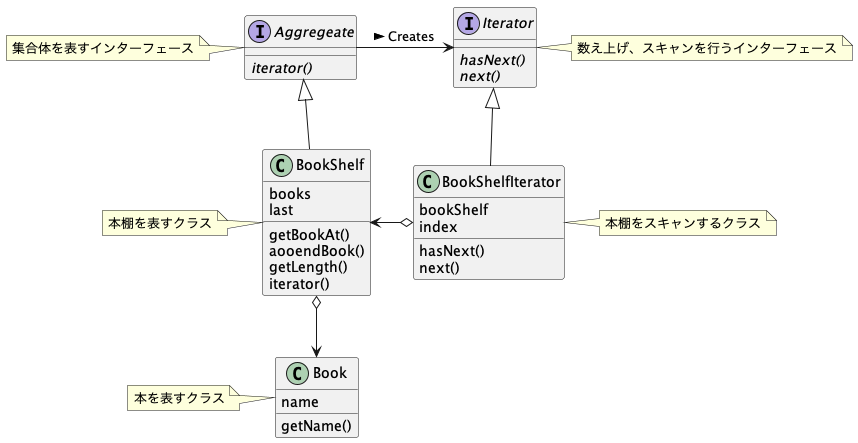 集合体を表すインターフェース
I Aggregeate
iterator()
Creates
I Iterator
hasNext()
next()
数え上げ、スキャンを行うインターフェース
本棚を表すクラス
C BookShelf
books
last
getBookAt()
aooendBook()
getLength()
iterator()
C BookShelfIterator
bookShelf
index
hasNext()
next()
本棚をスキャンするクラス
本を表すクラス
C Book
name
getName()